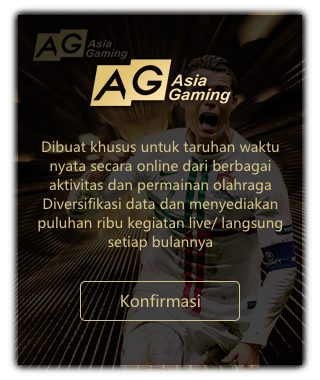 AG Asia
Gaming
AG Asia
Gaming
Dibuat khusus untuk taruhan waktu
nyata secara online dari berbagai
aktivitas dan permainan olahraga
Diversifikasi data dan menyediakan
puluhan ribu kegiatan live/ langsung
setiap bulannya
Konfirmasi